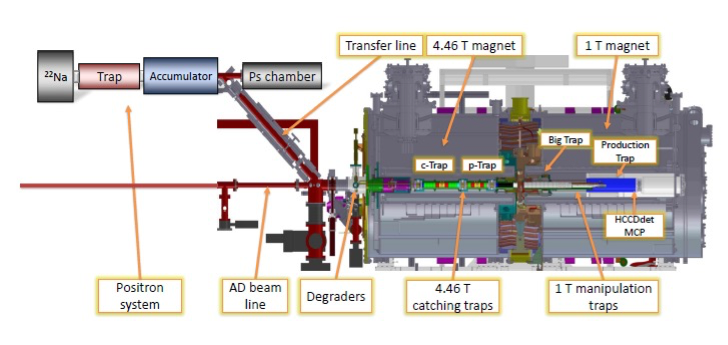 Transfer line
4.46 T magnet
1 T magnet
²²Na
Trap
Accumulator
Ps chamber
Big Trap
Production
Trap
c-Trap
p-Trap
HCCDdet
MCP
Positron
system
AD beam
line
Degraders
4.46 T
catching traps
1 T manipulation
traps